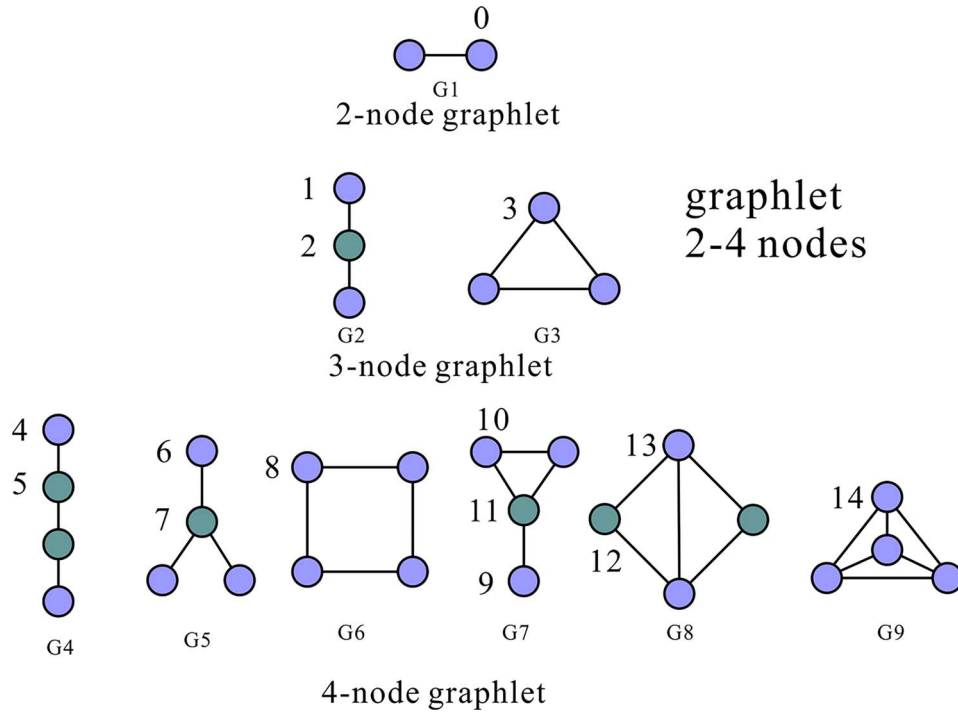 0
G1
2-node graphlet
1
2
3
graphlet
2-4 nodes
G2
G3
3-node graphlet
4
5
6
7
8
10
11
9
13
12
14
G4
G5
G6
G7
G8
G9
4-node graphlet